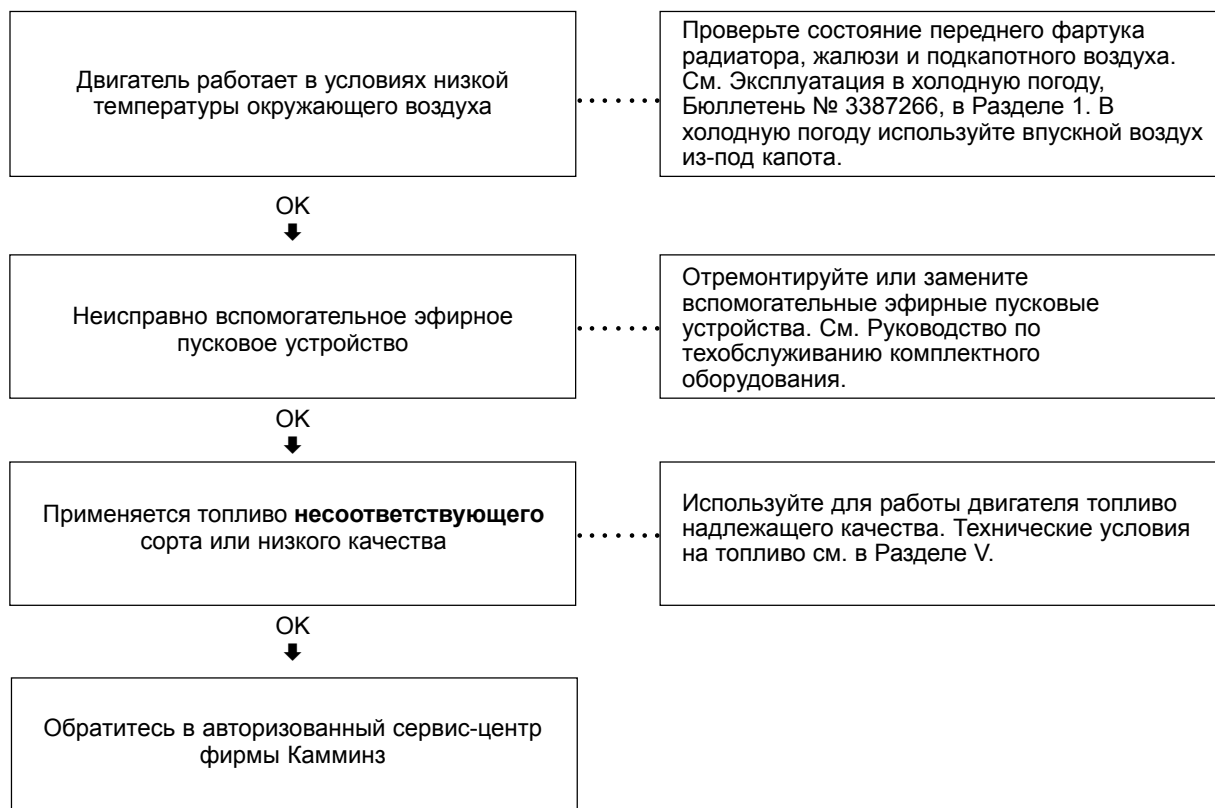 Двигатель работает в условиях низкой
температуры окружающего воздуха
Проверьте состояние переднего фартука
радиатора, жалюзи и подкапотного воздуха.
См. Эксплуатация в холодную погоду,
Бюллетень № 3387266, в Разделе 1. В
холодную погоду используйте впускной воздух
из-под капота.
OK
Неисправно вспомогательное эфирное
пусковое устройство
Отремонтируйте или замените
вспомогательные эфирные пусковые
устройства. См. Руководство по
техобслуживанию комплектного
оборудования.
OK
Применяется топливо несоответствующего
сорта или низкого качества
Используйте для работы двигателя топливо
надлежащего качества. Технические условия
на топливо см. в Разделе V.
OK
Обратитесь в авторизованный сервис-центр
фирмы Камминз